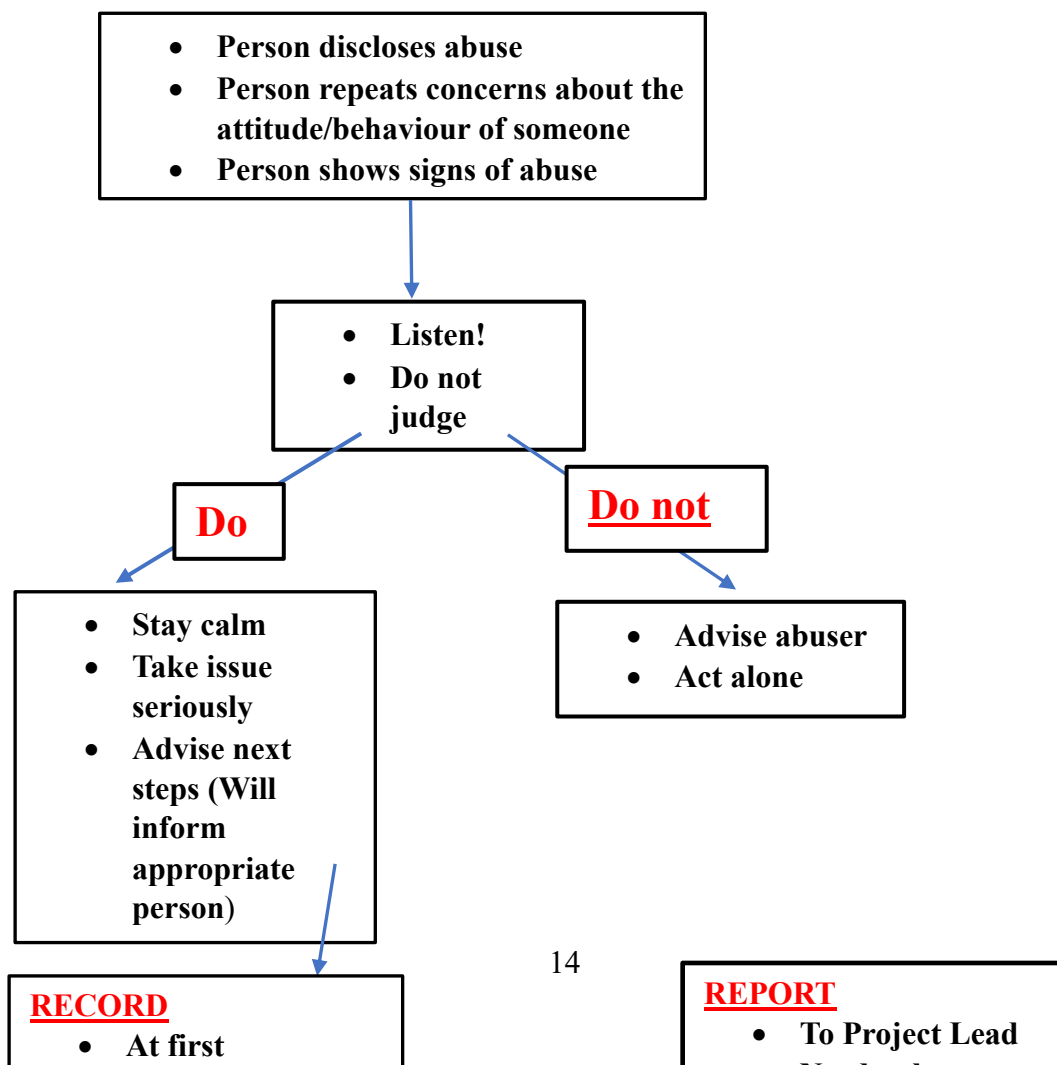 • Person discloses abuse
• Person repeats concerns about the
attitude/behaviour of someone
• Person shows signs of abuse
• Listen!
• Do not
judge
Do
Do not
• Stay calm
• Take issue
seriously
• Advise next
steps (Will
inform
appropriate
person)
• Advise abuser
• Act alone
14
RECORD
• At first
REPORT
• To Project Lead